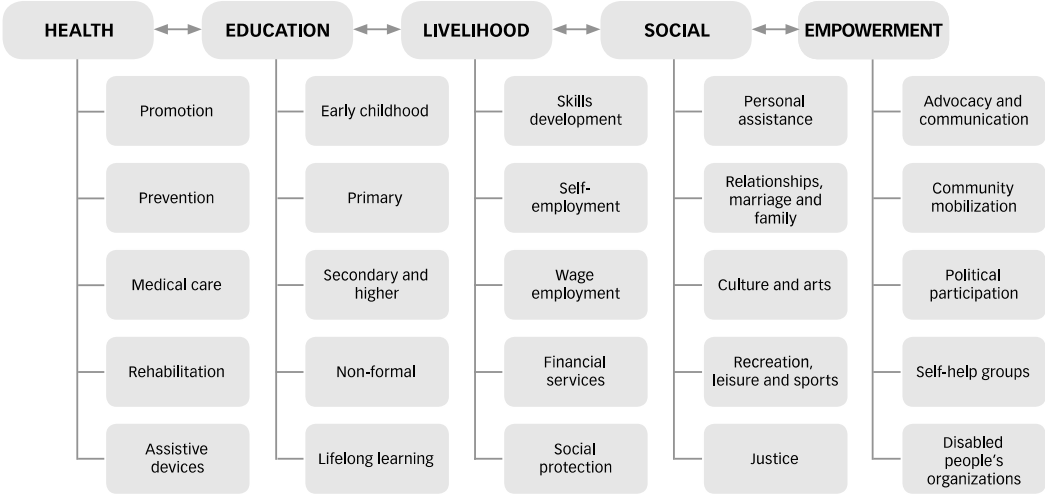 HEALTH
EDUCATION
LIVELIHOOD
SOCIAL
EMPOWERMENT
Promotion
Early childhood
Skills
development
Personal
assistance
Advocacy and
communication
Prevention
Primary
Self-
employment
Relationships,
marriage and
family
Community
mobilization
Medical care
Secondary and
higher
Wage
employment
Culture and arts
Political
participation
Rehabilitation
Non-formal
Financial
services
Recreation,
leisure and sports
Self-help groups
Assistive
devices
Lifelong learning
Social
protection
Justice
Disabled
people's
organizations